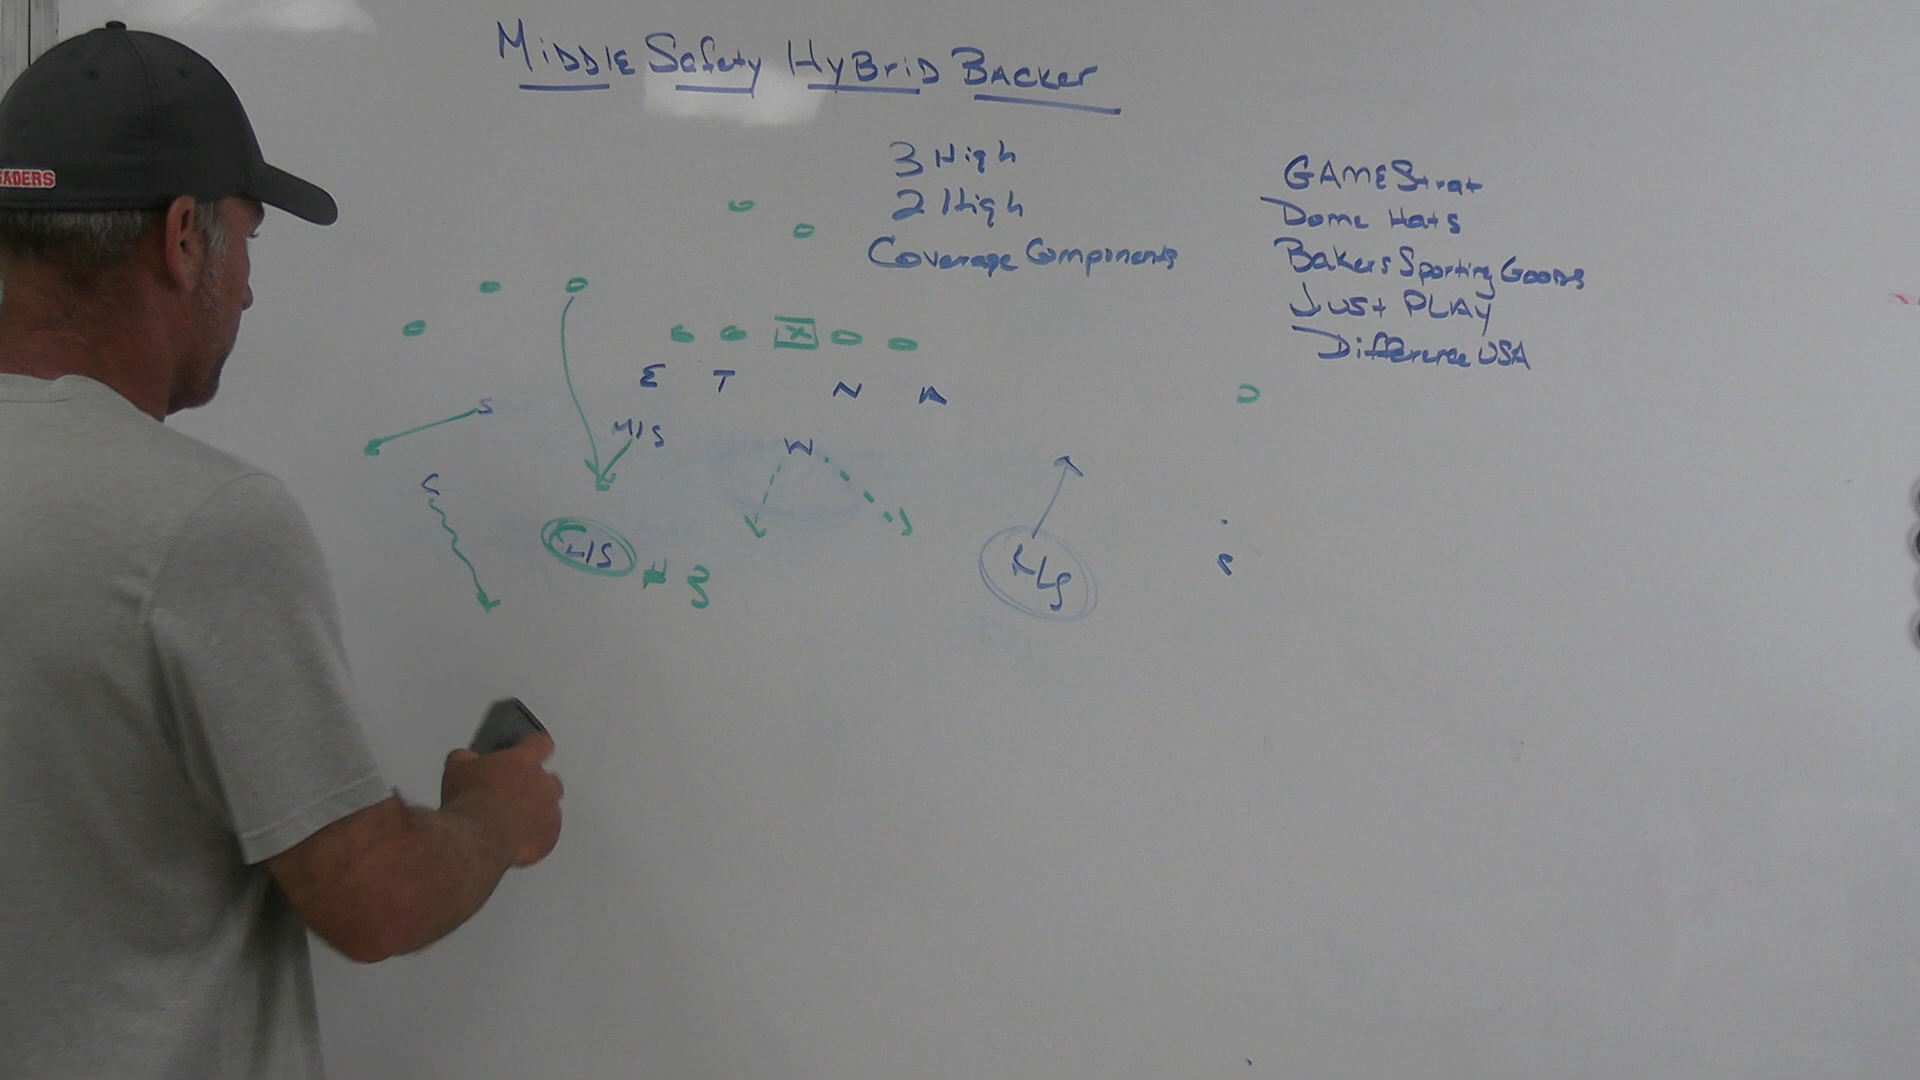 MiDDlE Safety HyBriD BAcker
3 High
2 High
Coverage Components
GAMEStrat
Dome Hats
Bakers Sporting Goods
Just PLAY
Difference USA
X
E T N A
S
M/S
W
C
L/S
# 3
ADERS